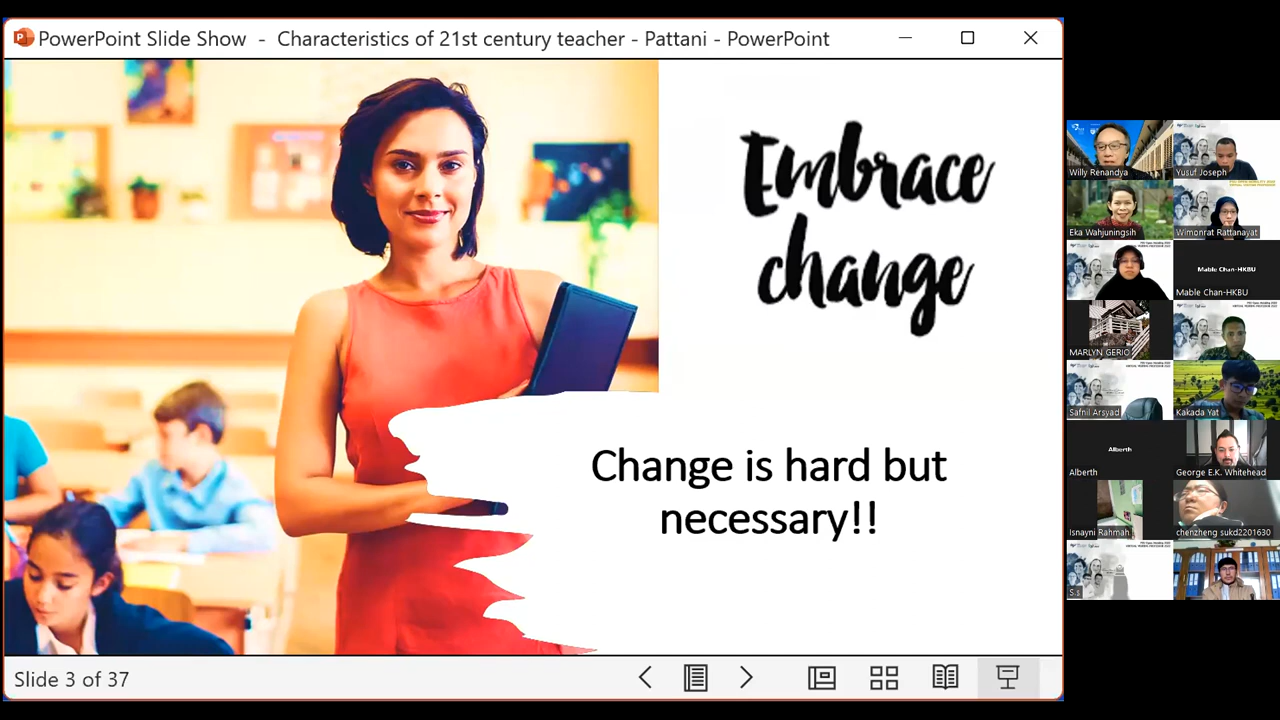 PowerPoint Slide Show - Characteristics of 21st century teacher - Pattani - PowerPoint
Embrace
change
Change is hard but
necessary!!
Slide 3 of 37
Willy Renandya
Yusuf Joseph
Eka Wahjuningsih
Wimonrat Rattanayat
Mable Chan-HKBU
Mable Chan-HKBU
MARLYN GERIO
Safnil Arsyad
Kakada Yat
Alberth
Alberth
George E.K. Whitehead
Isnayni Rahmah
chenzheng sukd2201630
S.s